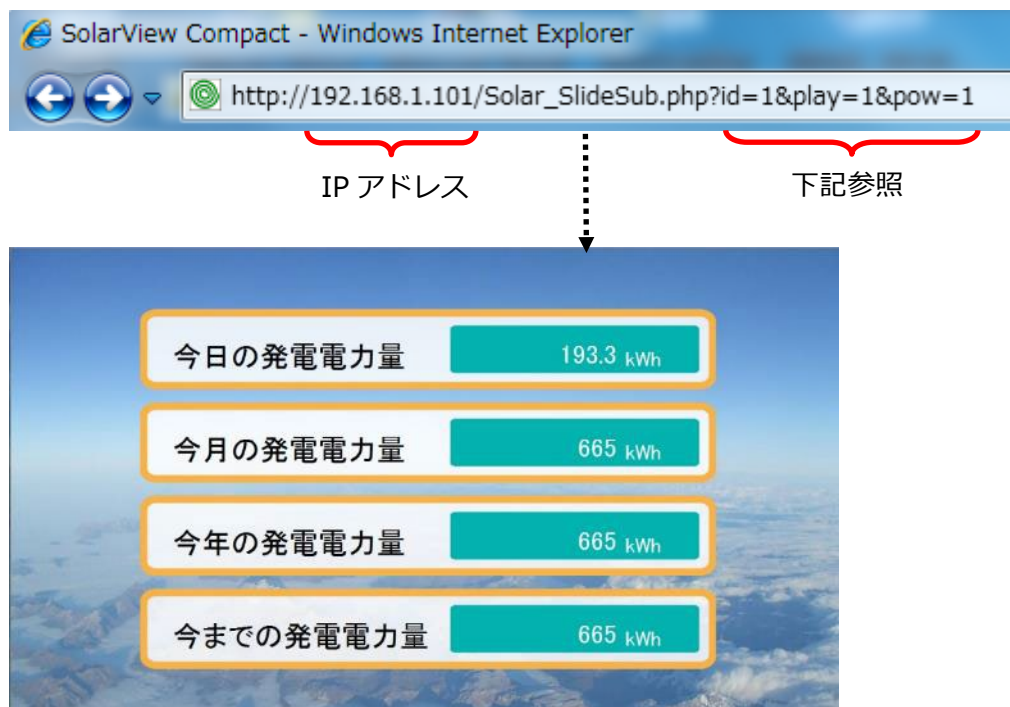 SolarView Compact - Windows Internet Explorer
http://192.168.1.101/Solar_SlideSub.php?id=1&play=1&pow=1
IP アドレス
下記参照
今日の発電電力量 193.3 kWh
今月の発電電力量 665 kWh
今年の発電電力量 665 kWh
今までの発電電力量 665 kWh